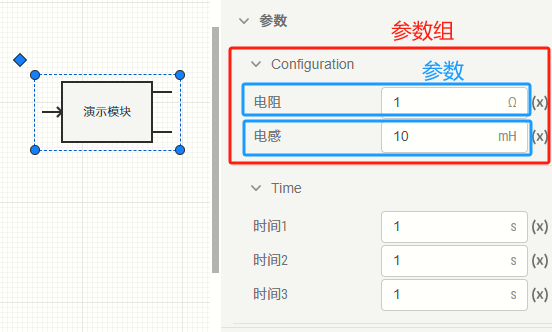 参数
参数组
Configuration
参数
电阻 1 Ω (x)
演示模块
电感 10 mH (x)
Time
时间1 1 s (x)
时间2 1 s (x)
时间3 1 s (x)